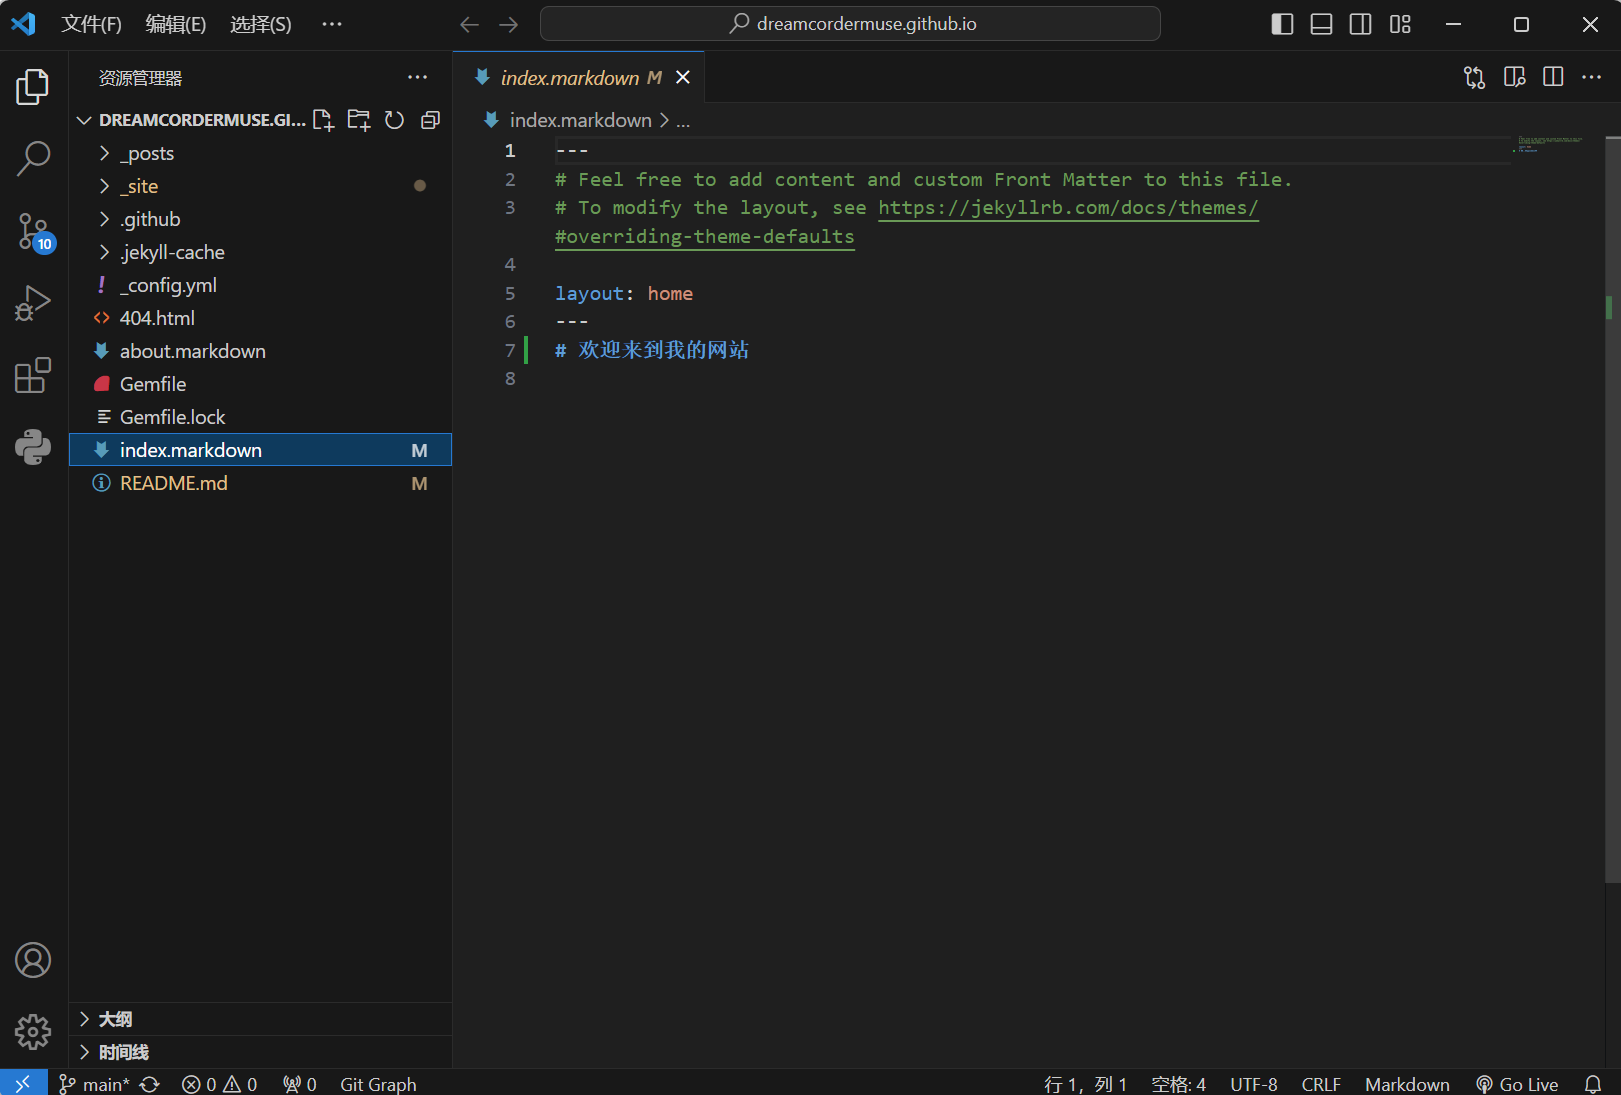 文件(F) 编辑(E) 选择(S) ···
dreamcordermuse.github.io
资源管理器
DREAMCORDERMUSE.GI...
_posts
_site
.github
.jekyll-cache
_config.yml
404.html
about.markdown
Gemfile
Gemfile.lock
index.markdown M
README.md M
大纲
时间线
10
index.markdown M
index.markdown > ...
1 ---
2 # Feel free to add content and custom Front Matter to this file.
3 # To modify the layout, see https://jekyllrb.com/docs/themes/
#overriding-theme-defaults
4
5 layout: home
6 ---
7 # 欢迎来到我的网站
8
main* 0 0 0 Git Graph 行 1，列 1 空格: 4 UTF-8 CRLF Markdown Go Live